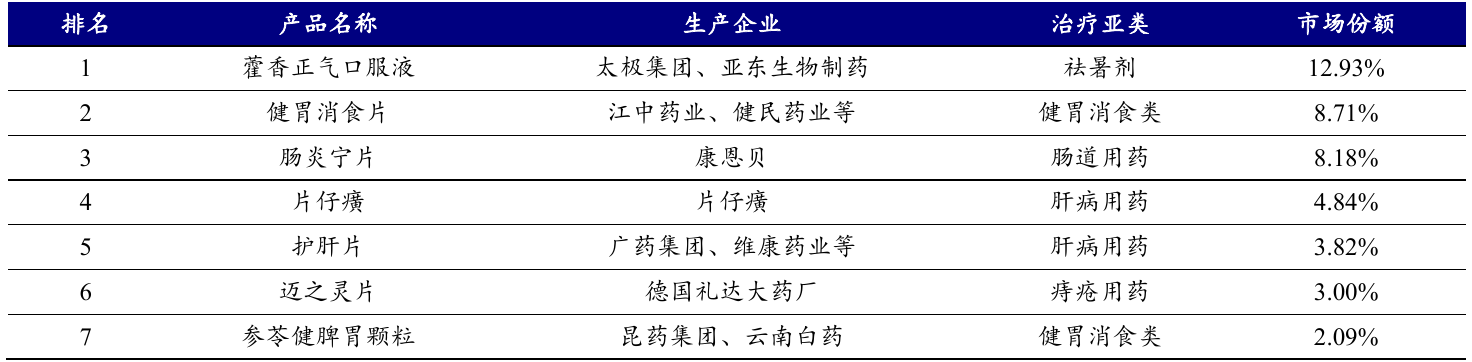 排名 产品名称 生产企业 治疗亚类 市场份额
1 藿香正气口服液 太极集团、亚东生物制药 祛暑剂 12.93%
2 健胃消食片 江中药业、健民药业等 健胃消食类 8.71%
3 肠炎宁片 康恩贝 肠道用药 8.18%
4 片仔癀 片仔癀 肝病用药 4.84%
5 护肝片 广药集团、维康药业等 肝病用药 3.82%
6 迈之灵片 德国礼达大药厂 痔疮用药 3.00%
7 参苓健脾胃颗粒 昆药集团、云南白药 健胃消食类 2.09%